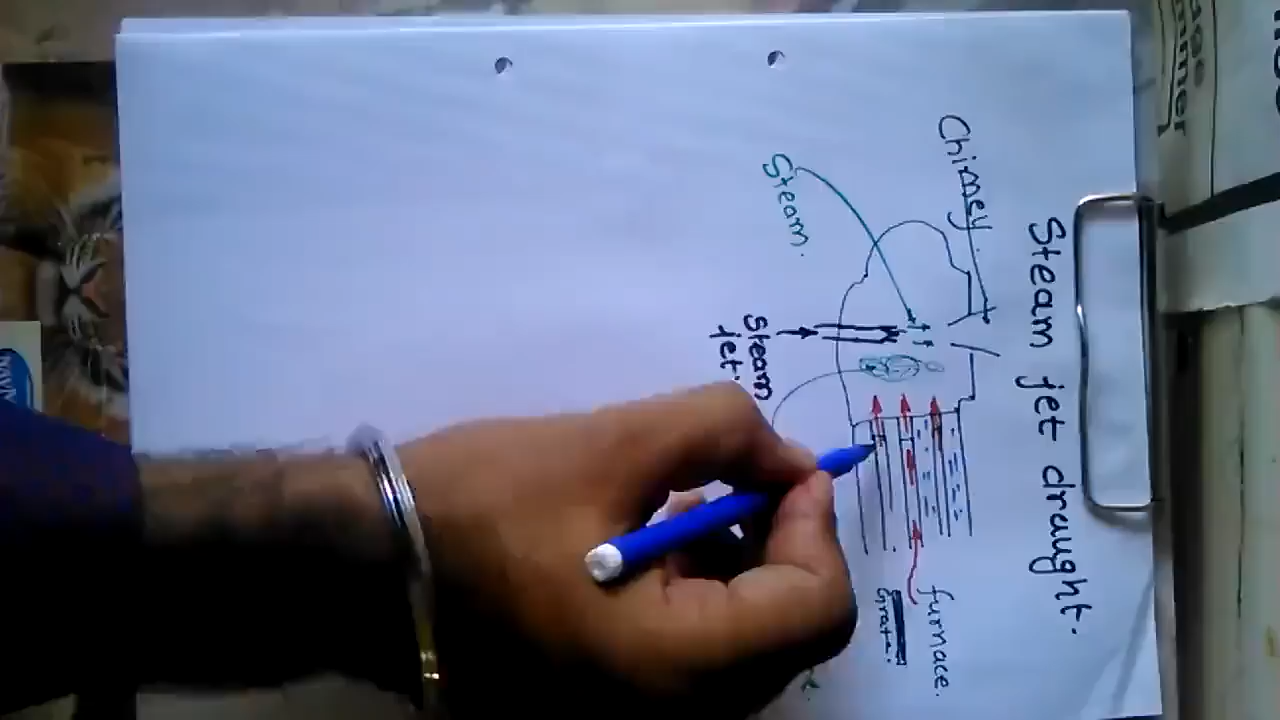 Steam jet draught.
Chimney.
Steam.
Steam
jet.
furnace.
Grate.